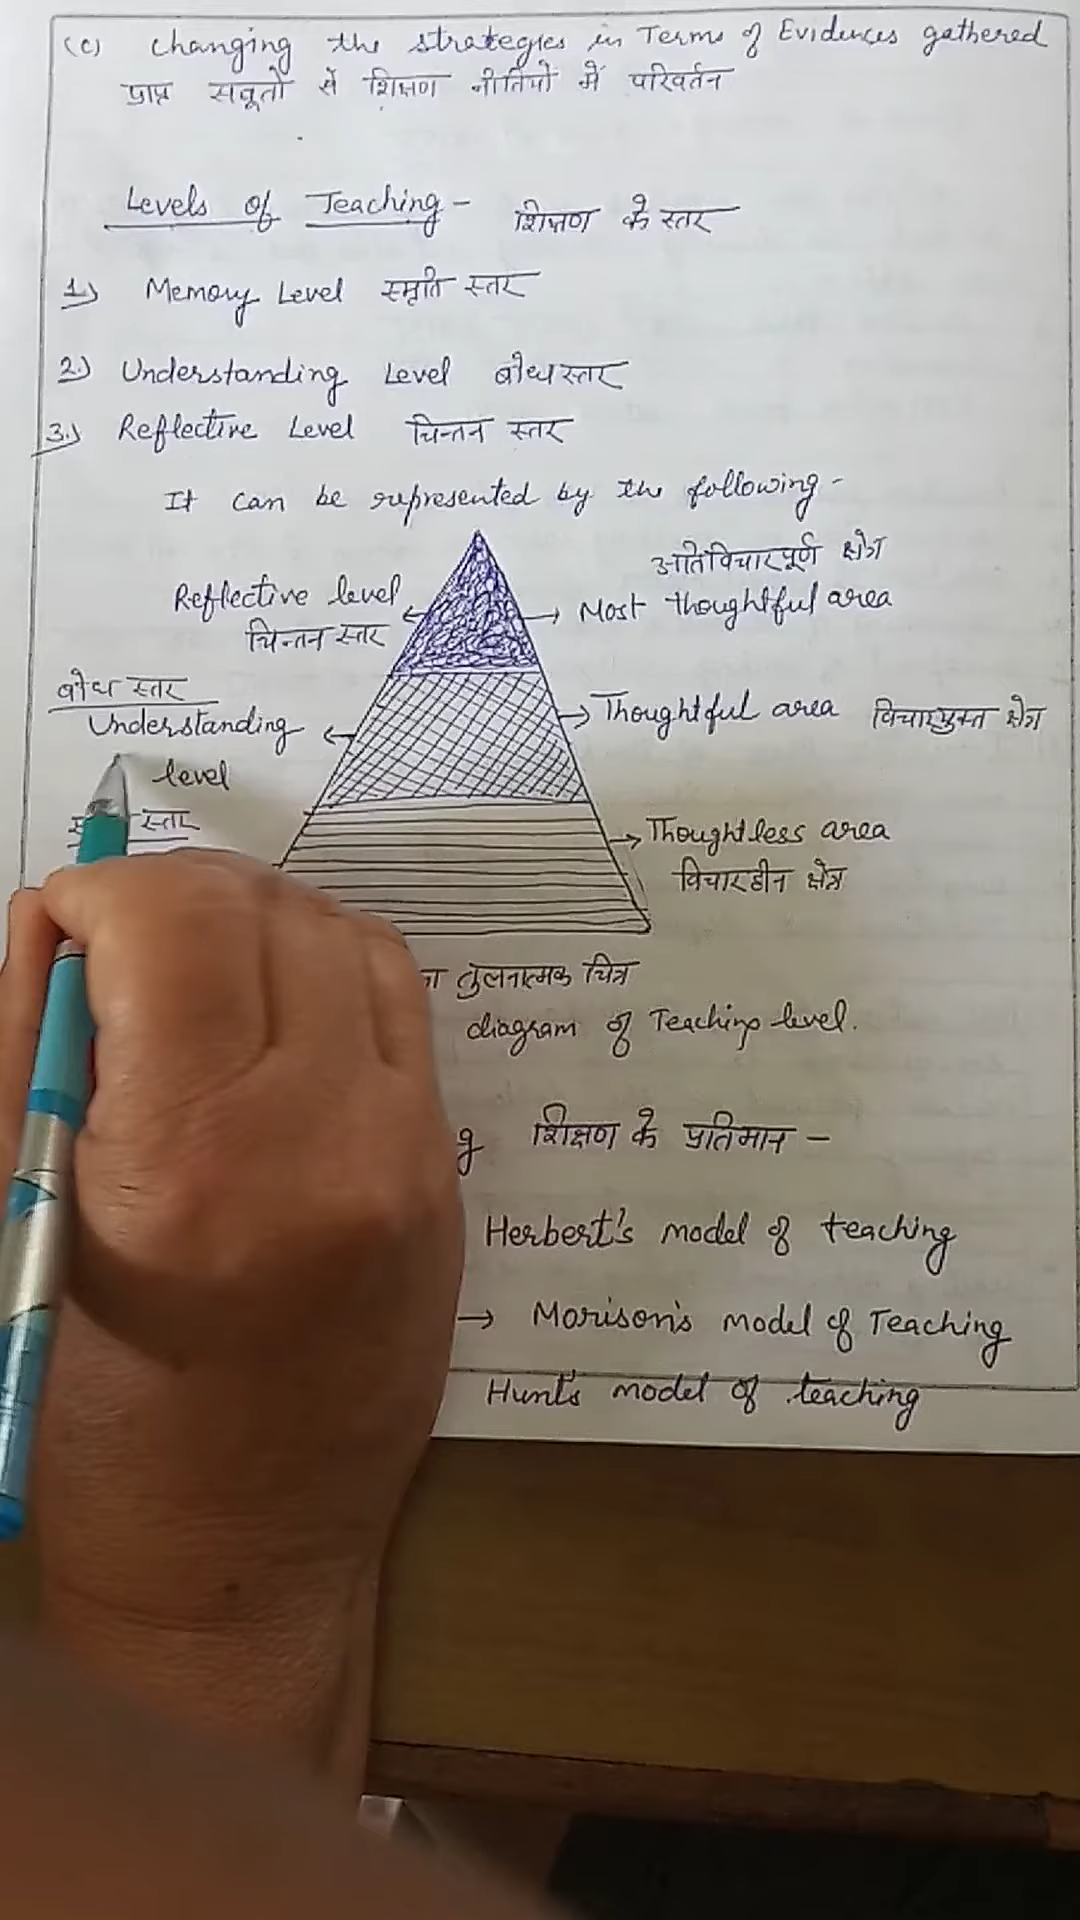 (c) changing the strategies in Terms of Evidences gathered
प्राप्त सबूतो से शिक्षण नीतियो में परिवर्तन
Levels of Teaching - शिक्षण के स्तर
1.) Memory Level स्मृति स्तर
2.) Understanding Level बोध स्तर
3.) Reflective Level चिन्तन स्तर
It can be represented by the following -
अतिविचारपूर्ण क्षेत्र
Reflective level Most thoughtful area
चिन्तन स्तर
बोध स्तर
Understanding Thoughtful area विचारयुक्त क्षेत्र
level
स्तर Thoughtless area
विचारहीन क्षेत्र
तुलनात्मक चित्र
diagram of Teaching level.
शिक्षण के प्रतिमान -
Herbert's model of teaching
→ Morison's model of Teaching
Hunt's model of teaching